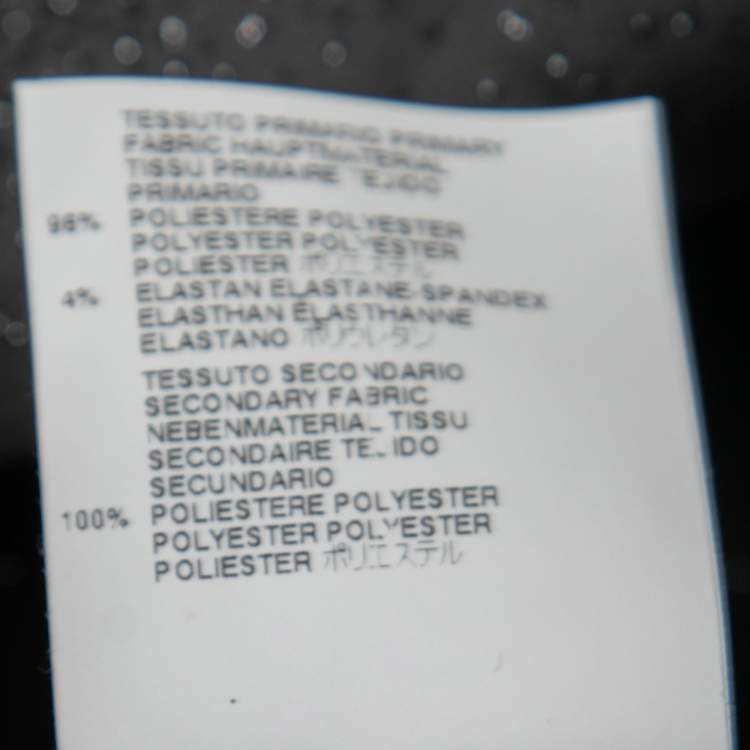 TESSUTO PRIMARIO PRIMARY
FABRIC HAUPTMATERIAL
TISSU PRIMAIRE TEJIDO
PRIMARIO
96% POLIESTERE POLYESTER
POLYESTER POLYESTER
POLIESTER ポリエステル
4% ELASTAN ELASTANE-SPANDEX
ELASTHAN ÉLASTHANNE
ELASTANO ポリウレタン
TESSUTO SECONDARIO
SECONDARY FABRIC
NEBENMATERIAL TISSU
SECONDAIRE TEJIDO
SECUNDARIO
100% POLIESTERE POLYESTER
POLYESTER POLYESTER
POLIESTER ポリエステル